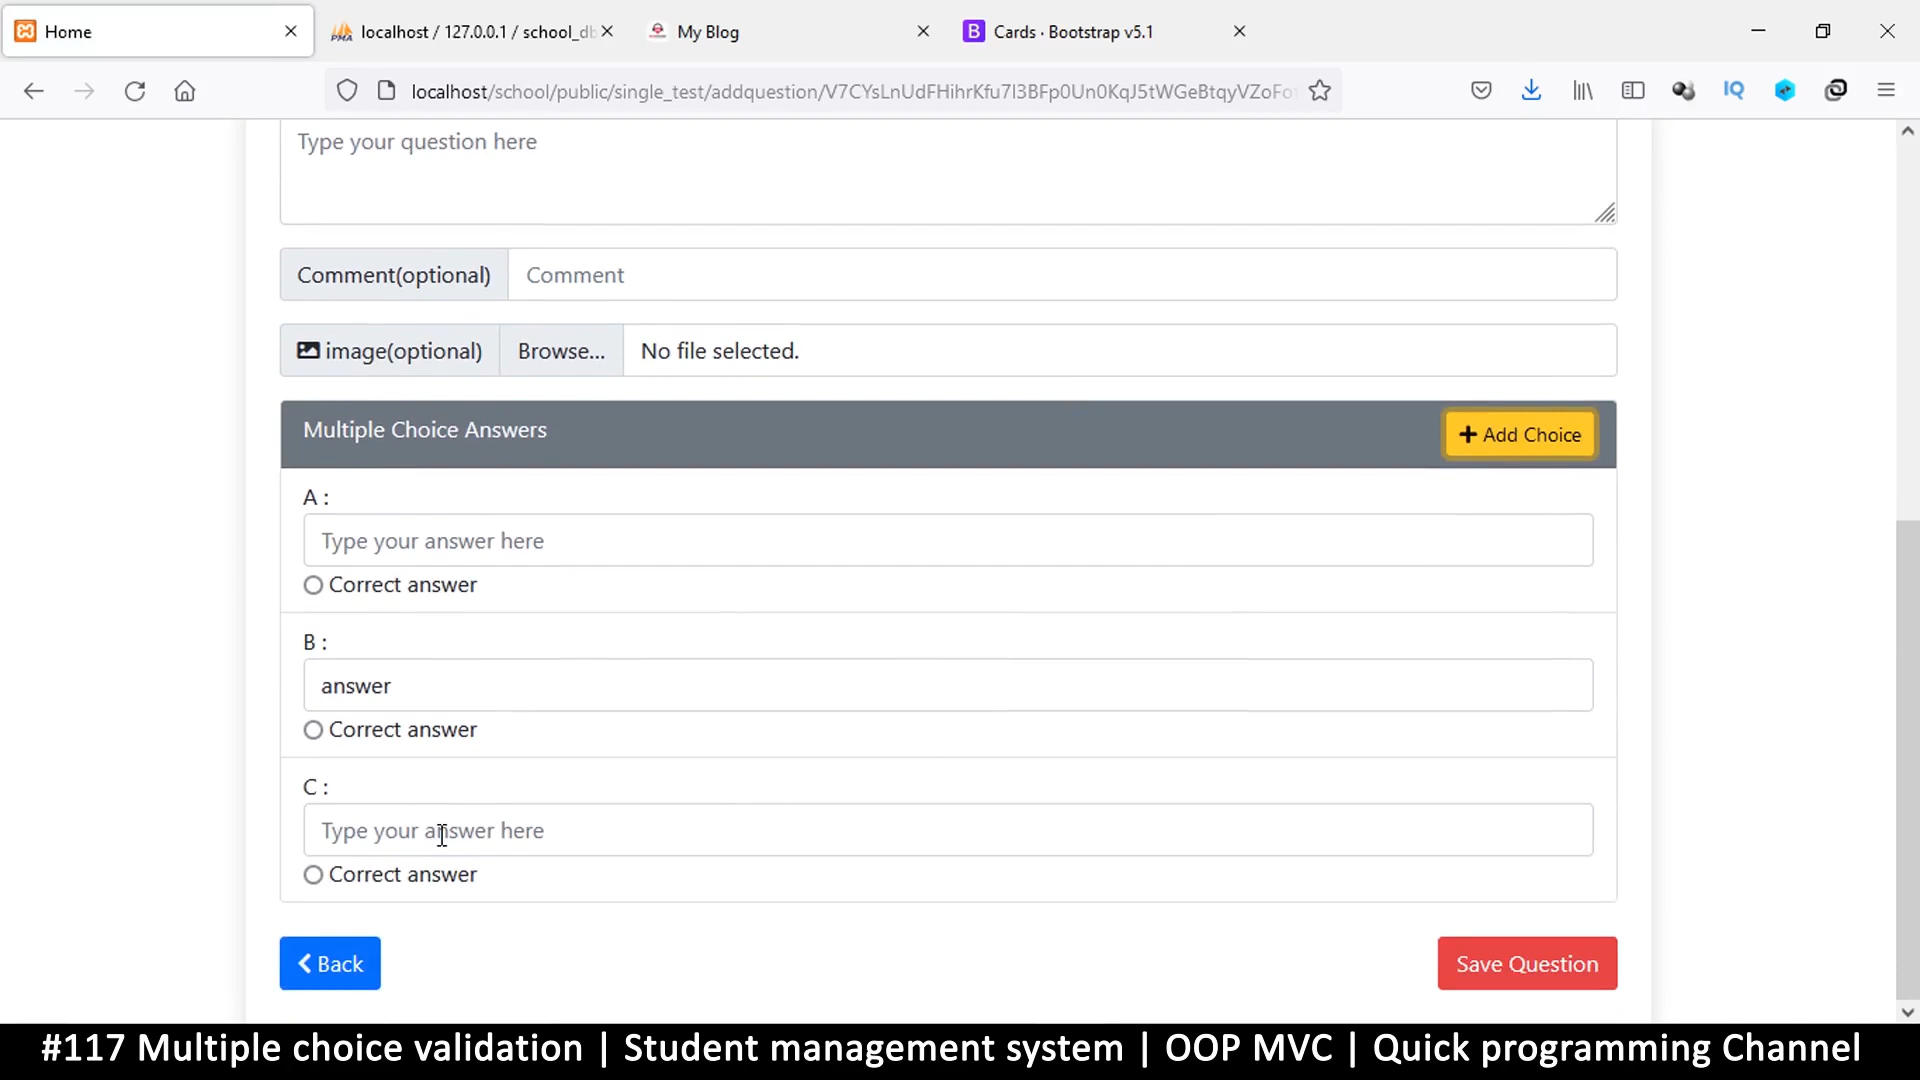 Home
localhost / 127.0.0.1 / school_db
My Blog
Cards · Bootstrap v5.1
localhost/school/public/single_test/addquestion/V7CYsLnUdFHihrKfu7I3BFp0Un0KqJ5tWGeBtqyVZoFo
IQ
Type your question here
Comment(optional)
Comment
image(optional)
Browse...
No file selected.
Multiple Choice Answers
+ Add Choice
A :
Type your answer here
Correct answer
B :
answer
Correct answer
C :
Type your answer here
Correct answer
Back
Save Question
#117 Multiple choice validation | Student management system | OOP MVC | Quick programming Channel